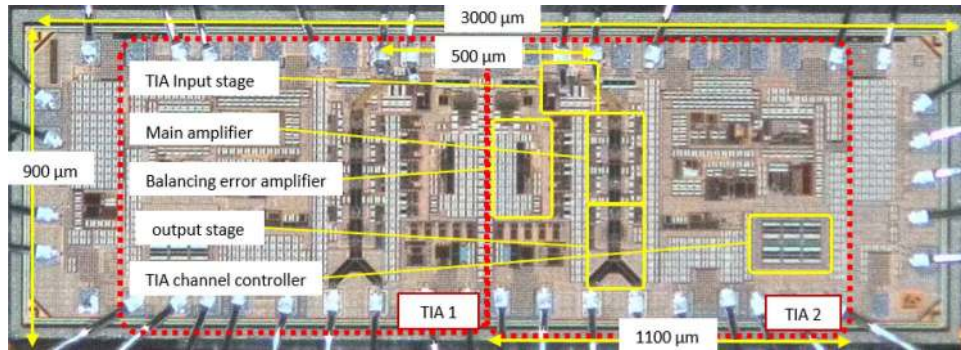 3000 µm
500 µm
TIA Input stage
Main amplifier
900 µm
Balancing error amplifier
output stage
TIA channel controller
TIA 1
TIA 2
1100 µm